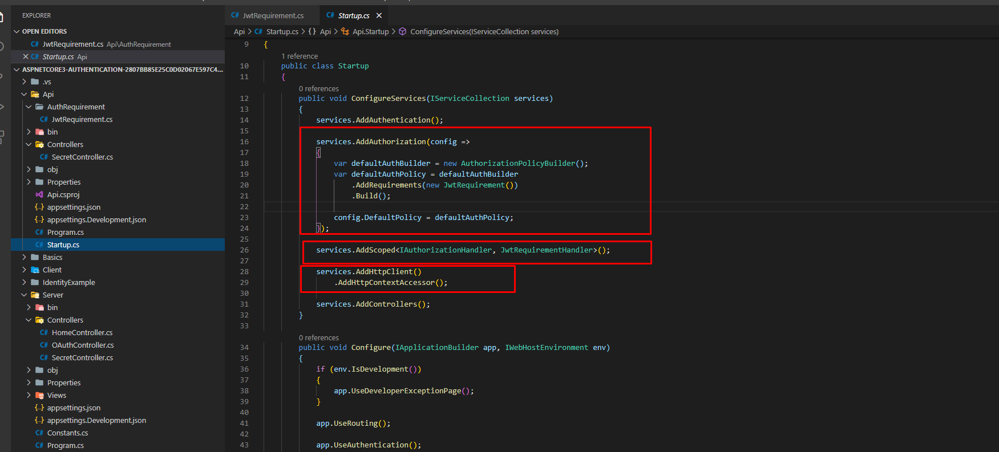 EXPLORER
OPEN EDITORS
C# JwtRequirement.cs Api\AuthRequirement
C# Startup.cs Api
ASPNETCORE3-AUTHENTICATION-2807BB85E25C0D02067E597C4...
.vs
Api
AuthRequirement
C# JwtRequirement.cs
bin
Controllers
C# SecretController.cs
obj
Properties
Api.csproj
{..} appsettings.json
{..} appsettings.Development.json
C# Program.cs
C# Startup.cs
Basics
Client
IdentityExample
Server
bin
Controllers
C# HomeController.cs
C# OAuthController.cs
C# SecretController.cs
obj
Properties
Views
{..} appsettings.json
{..} appsettings.Development.json
C# Constants.cs
C# Program.cs
C# JwtRequirement.cs
C# Startup.cs
Api > C# Startup.cs > {} Api > Api.Startup > ConfigureServices(IServiceCollection services)
9 {
1 reference
10 public class Startup
11 {
0 references
12 public void ConfigureServices(IServiceCollection services)
13 {
14 services.AddAuthentication();
15
16 services.AddAuthorization(config =>
17 {
18 var defaultAuthBuilder = new AuthorizationPolicyBuilder();
19 var defaultAuthPolicy = defaultAuthBuilder
20 .AddRequirements(new JwtRequirement())
21 .Build();
22
23 config.DefaultPolicy = defaultAuthPolicy;
24 });
25
26 services.AddScoped<IAuthorizationHandler, JwtRequirementHandler>();
27
28 services.AddHttpClient()
29 .AddHttpContextAccessor();
30
31 services.AddControllers();
32 }
33
0 references
34 public void Configure(IApplicationBuilder app, IWebHostEnvironment env)
35 {
36 if (env.IsDevelopment())
37 {
38 app.UseDeveloperExceptionPage();
39 }
40
41 app.UseRouting();
42
43 app.UseAuthentication();